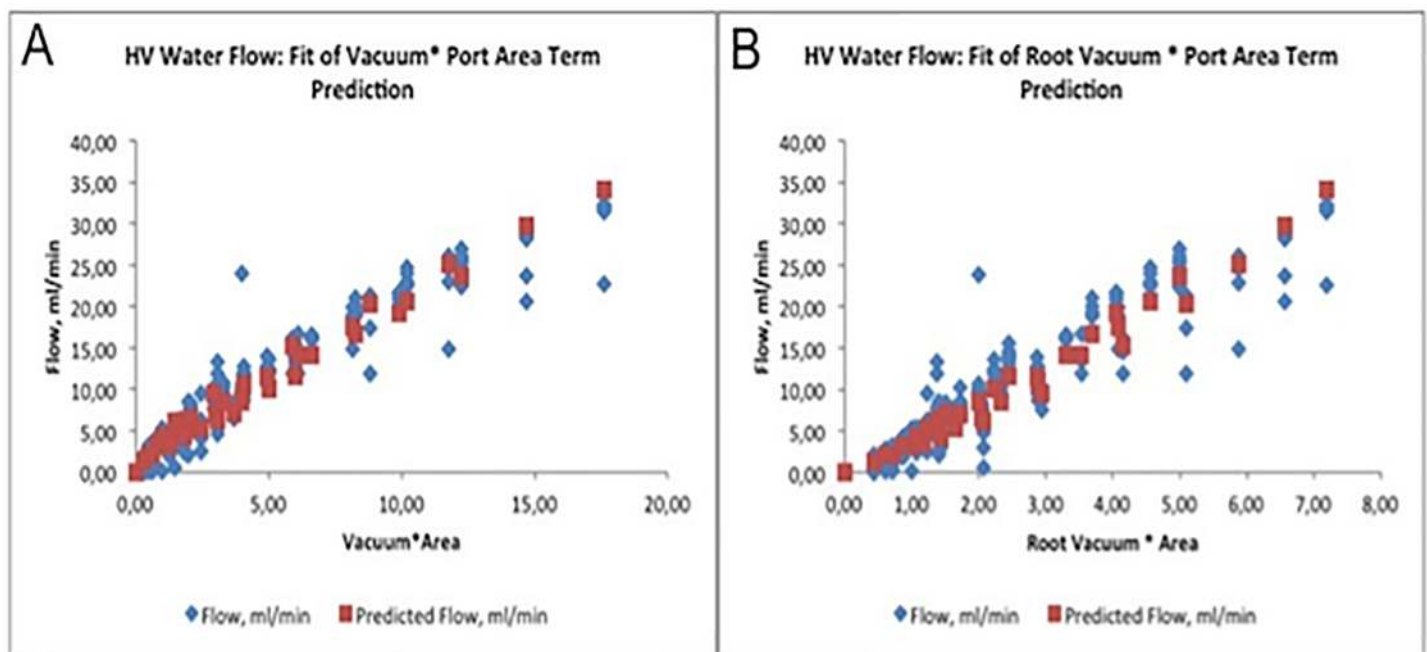 A
HV Water Flow: Fit of Vacuum* Port Area Term
Prediction
40,00
35,00
30,00
25,00
20,00
15,00
10,00
5,00
0,00
Flow, ml/min
0,00 5,00 10,00 15,00 20,00
Vacuum*Area
Flow, ml/min Predicted Flow, ml/min
B
HV Water Flow: Fit of Root Vacuum * Port Area Term
Prediction
40,00
35,00
30,00
25,00
20,00
15,00
10,00
5,00
0,00
Flow, ml/min
0,00 1,00 2,00 3,00 4,00 5,00 6,00 7,00 8,00
Root Vacuum * Area
Flow, ml/min Predicted Flow, ml/min